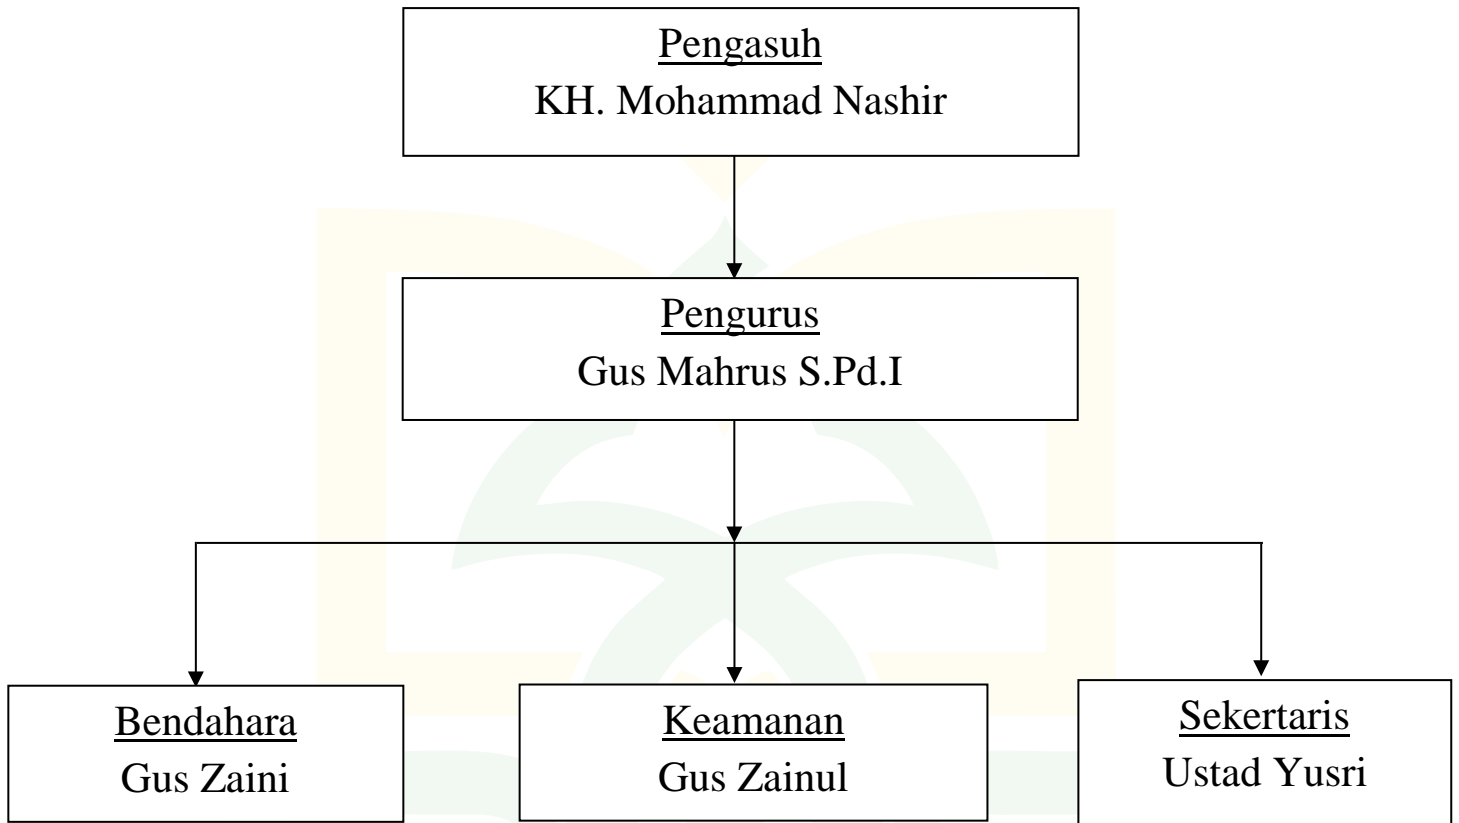 Pengasuh
KH. Mohammad Nashir
Pengurus
Gus Mahrus S.Pd.I
Bendahara
Gus Zaini
Keamanan
Gus Zainul
Sekertaris
Ustad Yusri